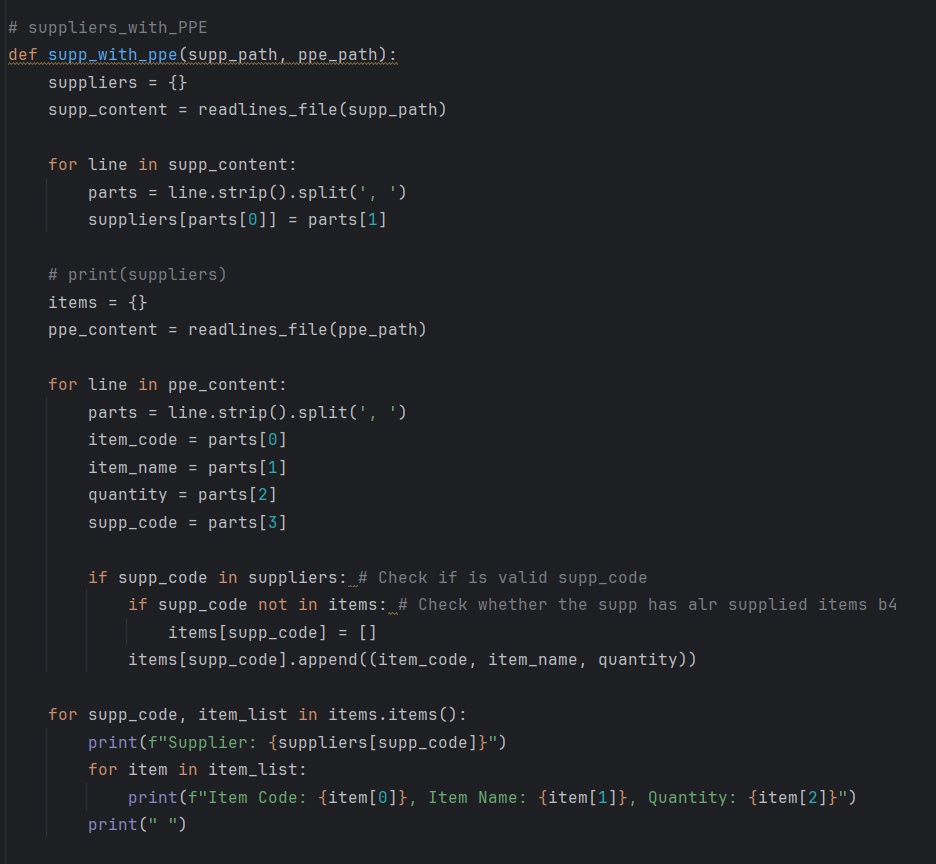 # suppliers_with_PPE
def supp_with_ppe(supp_path, ppe_path):
    suppliers = {}
    supp_content = readlines_file(supp_path)

    for line in supp_content:
        parts = line.strip().split(', ')
        suppliers[parts[0]] = parts[1]

    # print(suppliers)
    items = {}
    ppe_content = readlines_file(ppe_path)

    for line in ppe_content:
        parts = line.strip().split(', ')
        item_code = parts[0]
        item_name = parts[1]
        quantity = parts[2]
        supp_code = parts[3]

        if supp_code in suppliers: # Check if is valid supp_code
            if supp_code not in items: # Check whether the supp has alr supplied items b4
                items[supp_code] = []
            items[supp_code].append((item_code, item_name, quantity))

    for supp_code, item_list in items.items():
        print(f"Supplier: {suppliers[supp_code]}")
        for item in item_list:
            print(f"Item Code: {item[0]}, Item Name: {item[1]}, Quantity: {item[2]}")
        print(" ")